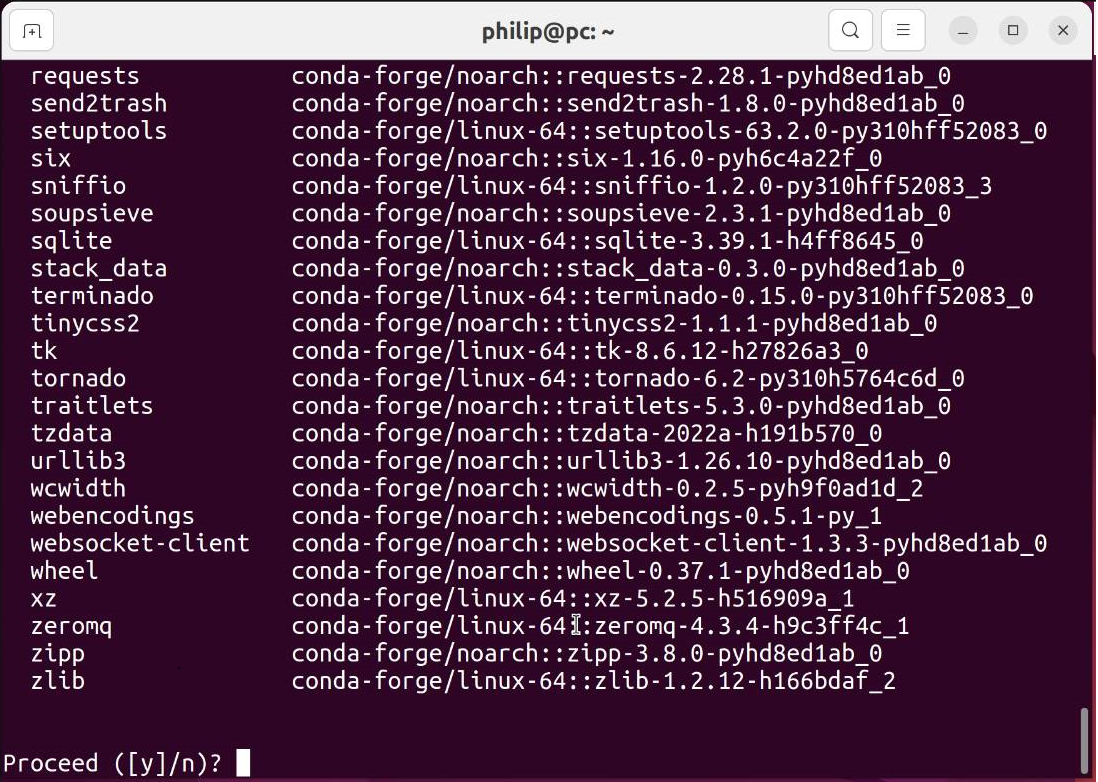 philip@pc: ~
requests conda-forge/noarch::requests-2.28.1-pyhd8ed1ab_0
send2trash conda-forge/noarch::send2trash-1.8.0-pyhd8ed1ab_0
setuptools conda-forge/linux-64::setuptools-63.2.0-py310hff52083_0
six conda-forge/noarch::six-1.16.0-pyh6c4a22f_0
sniffio conda-forge/linux-64::sniffio-1.2.0-py310hff52083_3
soupsieve conda-forge/noarch::soupsieve-2.3.1-pyhd8ed1ab_0
sqlite conda-forge/linux-64::sqlite-3.39.1-h4ff8645_0
stack_data conda-forge/noarch::stack_data-0.3.0-pyhd8ed1ab_0
terminado conda-forge/linux-64::terminado-0.15.0-py310hff52083_0
tinycss2 conda-forge/noarch::tinycss2-1.1.1-pyhd8ed1ab_0
tk conda-forge/linux-64::tk-8.6.12-h27826a3_0
tornado conda-forge/linux-64::tornado-6.2-py310h5764c6d_0
traitlets conda-forge/noarch::traitlets-5.3.0-pyhd8ed1ab_0
tzdata conda-forge/noarch::tzdata-2022a-h191b570_0
urllib3 conda-forge/noarch::urllib3-1.26.10-pyhd8ed1ab_0
wcwidth conda-forge/noarch::wcwidth-0.2.5-pyh9f0ad1d_2
webencodings conda-forge/noarch::webencodings-0.5.1-py_1
websocket-client conda-forge/noarch::websocket-client-1.3.3-pyhd8ed1ab_0
wheel conda-forge/noarch::wheel-0.37.1-pyhd8ed1ab_0
xz conda-forge/linux-64::xz-5.2.5-h516909a_1
zeromq conda-forge/linux-64::zeromq-4.3.4-h9c3ff4c_1
zipp conda-forge/noarch::zipp-3.8.0-pyhd8ed1ab_0
zlib conda-forge/linux-64::zlib-1.2.12-h166bdaf_2
Proceed ([y]/n)?